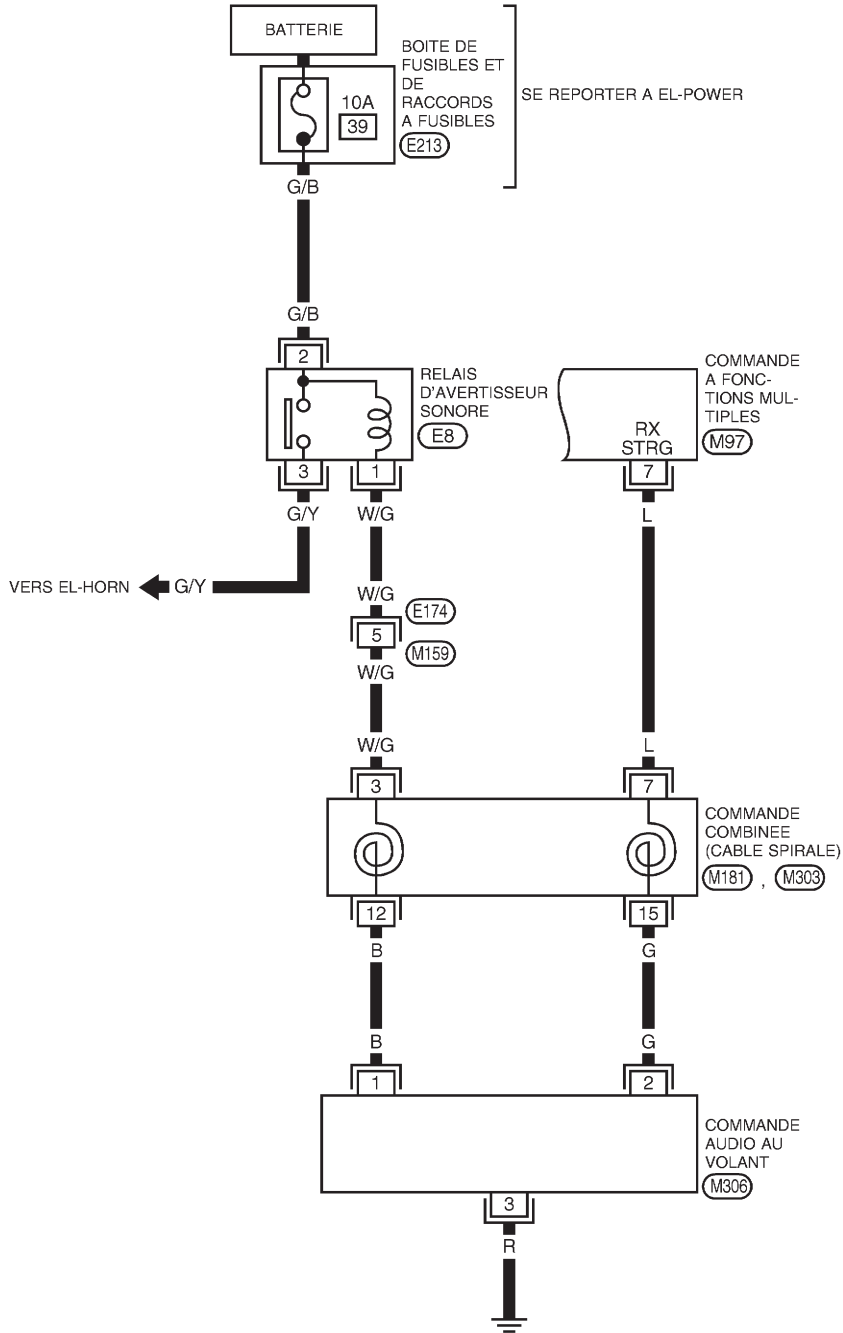 BATTERIE
10A
39
BOITE DE
FUSIBLES ET
DE
RACCORDS
A FUSIBLES
E213
SE REPORTER A EL-POWER
G/B
G/B
2
RELAIS
D'AVERTISSEUR
SONORE
E8
COMMANDE
A FONC-
TIONS MUL-
TIPLES
M97
RX
STRG
3
1
7
G/Y
W/G
L
VERS EL-HORN
G/Y
W/G
E174
5
M159
W/G
W/G
L
3
7
COMMANDE
COMBINEE
(CABLE SPIRALE)
M181 , M303
12
15
B
G
B
G
1
2
COMMANDE
AUDIO AU
VOLANT
M306
3
R